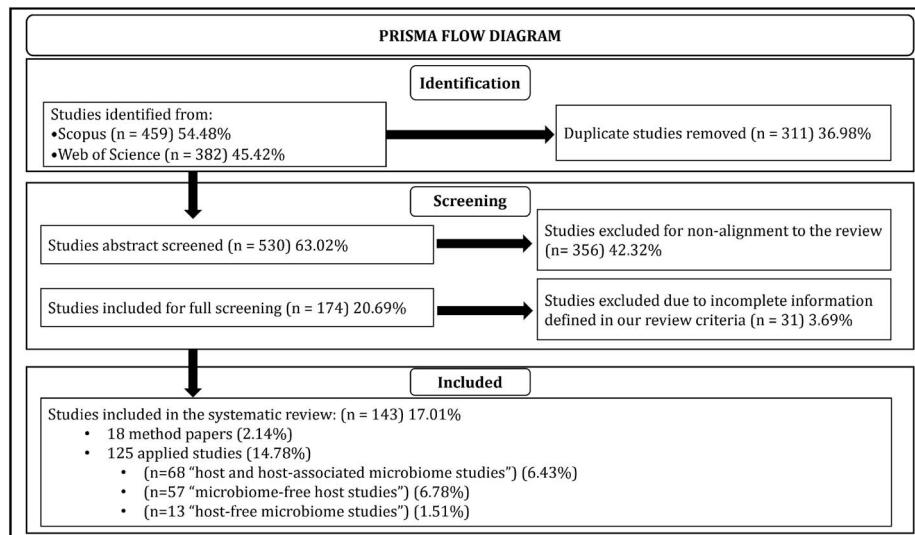 PRISMA FLOW DIAGRAM
Identification
Studies identified from:
•Scopus (n = 459) 54.48%
•Web of Science (n = 382) 45.42%
Duplicate studies removed (n = 311) 36.98%
Screening
Studies abstract screened (n = 530) 63.02%
Studies excluded for non-alignment to the review
(n= 356) 42.32%
Studies included for full screening (n = 174) 20.69%
Studies excluded due to incomplete information
defined in our review criteria (n = 31) 3.69%
Included
Studies included in the systematic review: (n = 143) 17.01%
• 18 method papers (2.14%)
• 125 applied studies (14.78%)
• (n=68 “host and host-associated microbiome studies”) (6.43%)
• (n=57 “microbiome-free host studies”) (6.78%)
• (n=13 “host-free microbiome studies”) (1.51%)